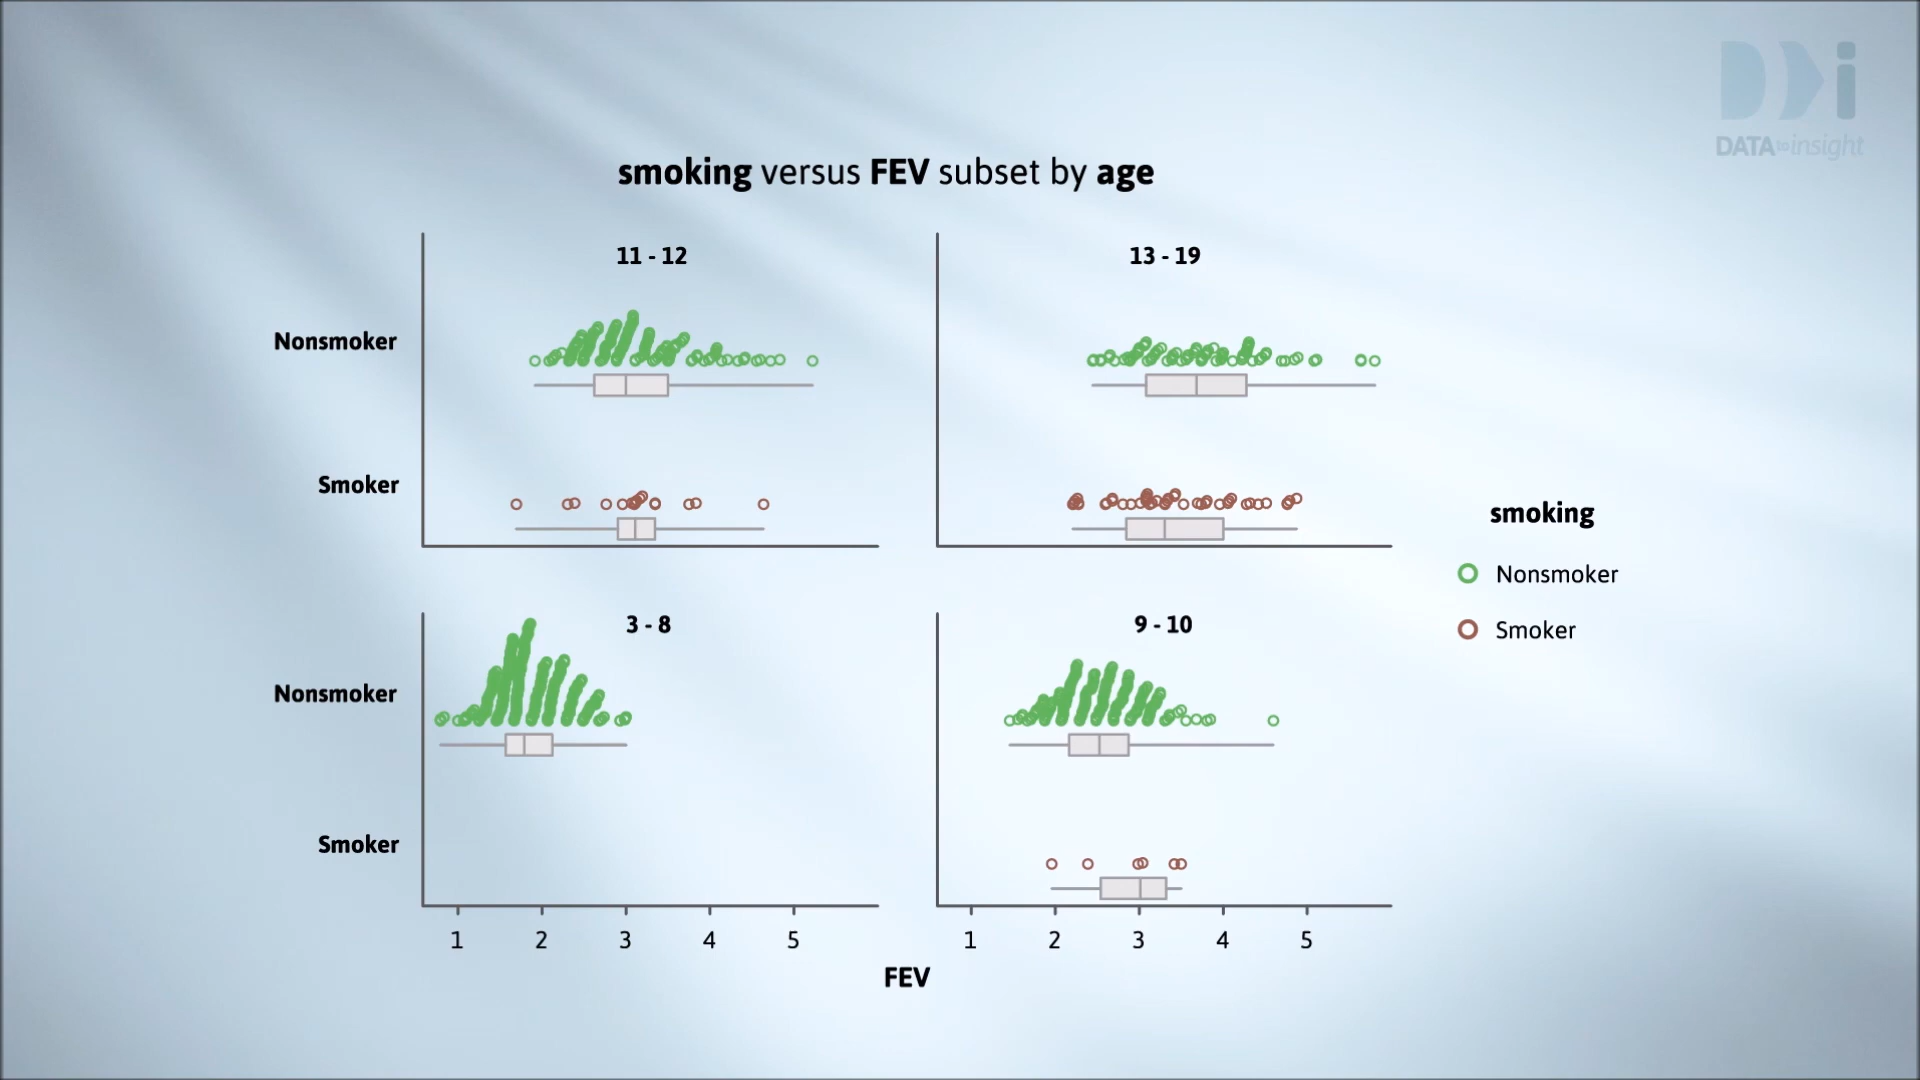 DATA to insight
smoking versus FEV subset by age
11 - 12
13 - 19
Nonsmoker
Smoker
3 - 8
9 - 10
Nonsmoker
Smoker
1 2 3 4 5
1 2 3 4 5
FEV
smoking
Nonsmoker
Smoker